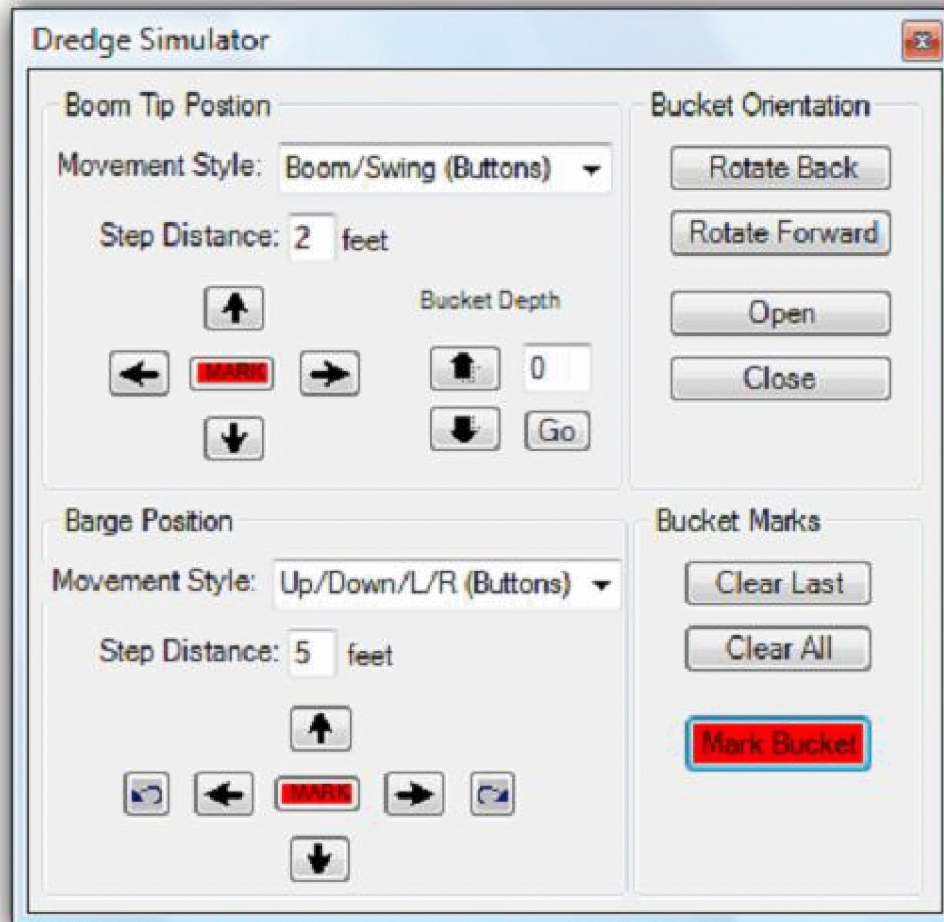 Dredge Simulator
Boom Tip Postion
Movement Style: Boom/Swing (Buttons)
Step Distance: 2 feet
MARK
Bucket Depth
0
Go
Bucket Orientation
Rotate Back
Rotate Forward
Open
Close
Barge Position
Movement Style: Up/Down/L/R (Buttons)
Step Distance: 5 feet
MARK
Bucket Marks
Clear Last
Clear All
Mark Bucket